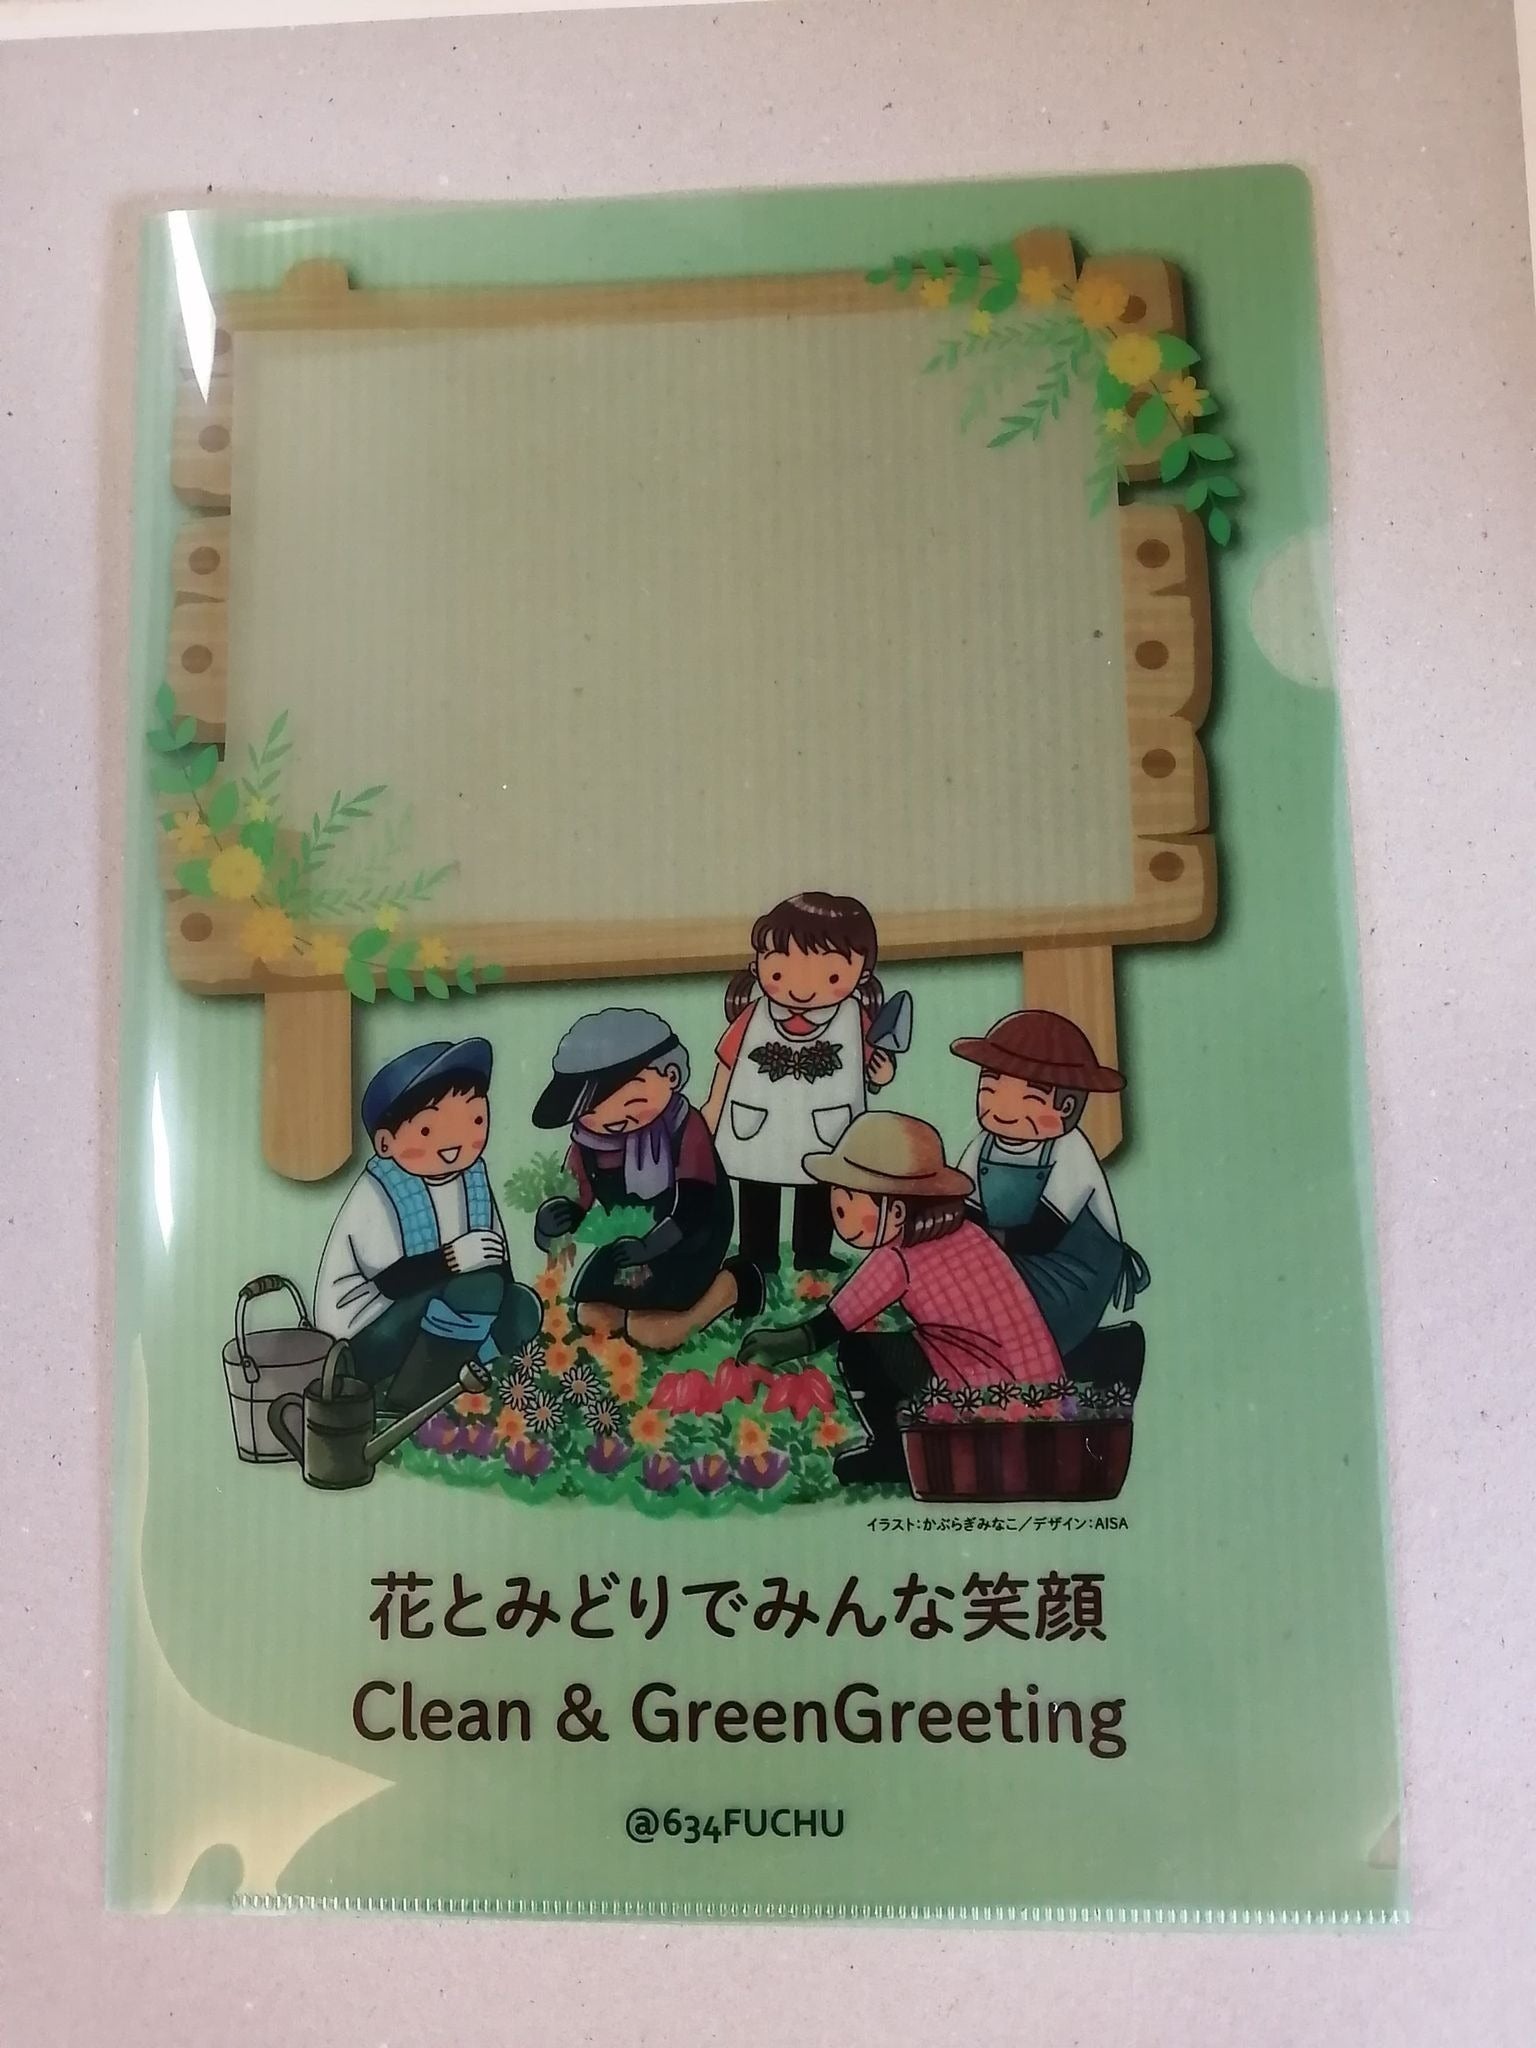 イラスト:かぶらぎみなこ/デザイン:AISA
花とみどりでみんな笑顔
Clean & GreenGreeting
@634FUCHU